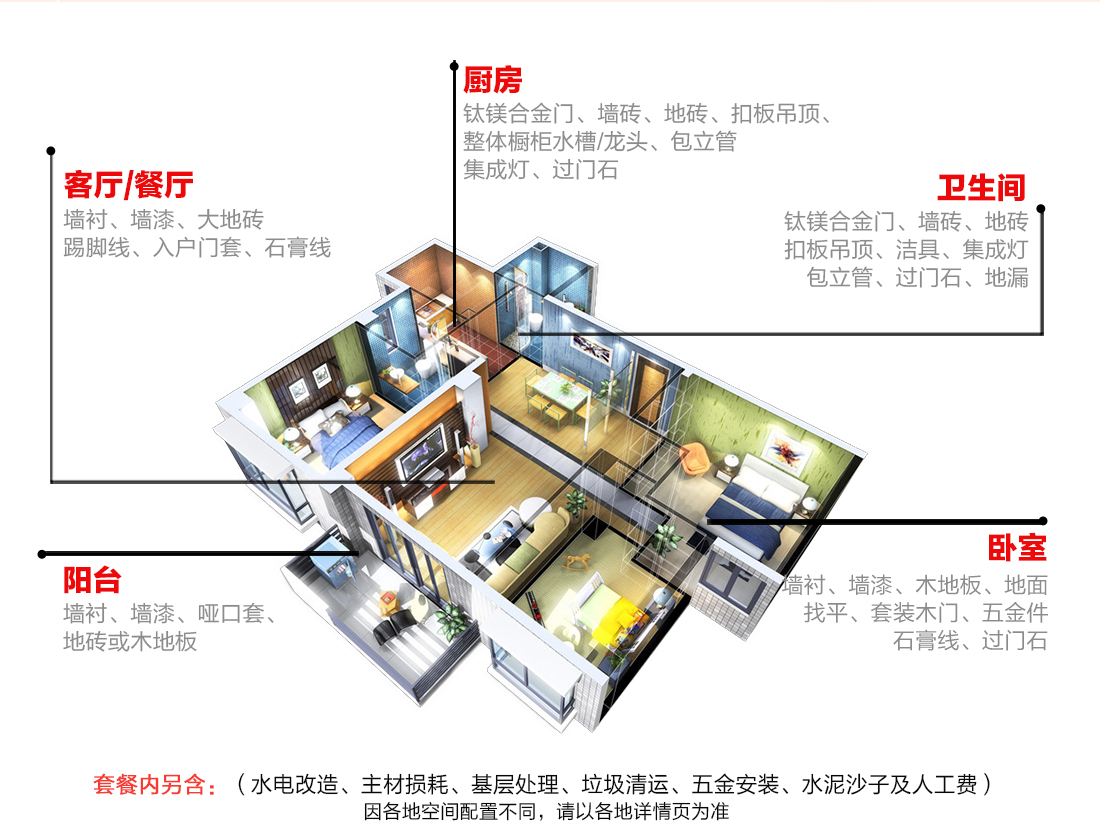 厨房
钛镁合金门、墙砖、地砖、扣板吊顶、
整体橱柜水槽/龙头、包立管
集成灯、过门石
客厅/餐厅
墙衬、墙漆、大地砖
踢脚线、入户门套、石膏线
卫生间
钛镁合金门、墙砖、地砖
扣板吊顶、洁具、集成灯
包立管、过门石、地漏
阳台
墙衬、墙漆、哑口套、
地砖或木地板
卧室
墙衬、墙漆、木地板、地面
找平、套装木门、五金件
石膏线、过门石
套餐内另含：（水电改造、主材损耗、基层处理、垃圾清运、五金安装、水泥沙子及人工费）
因各地空间配置不同，请以各地详情页为准